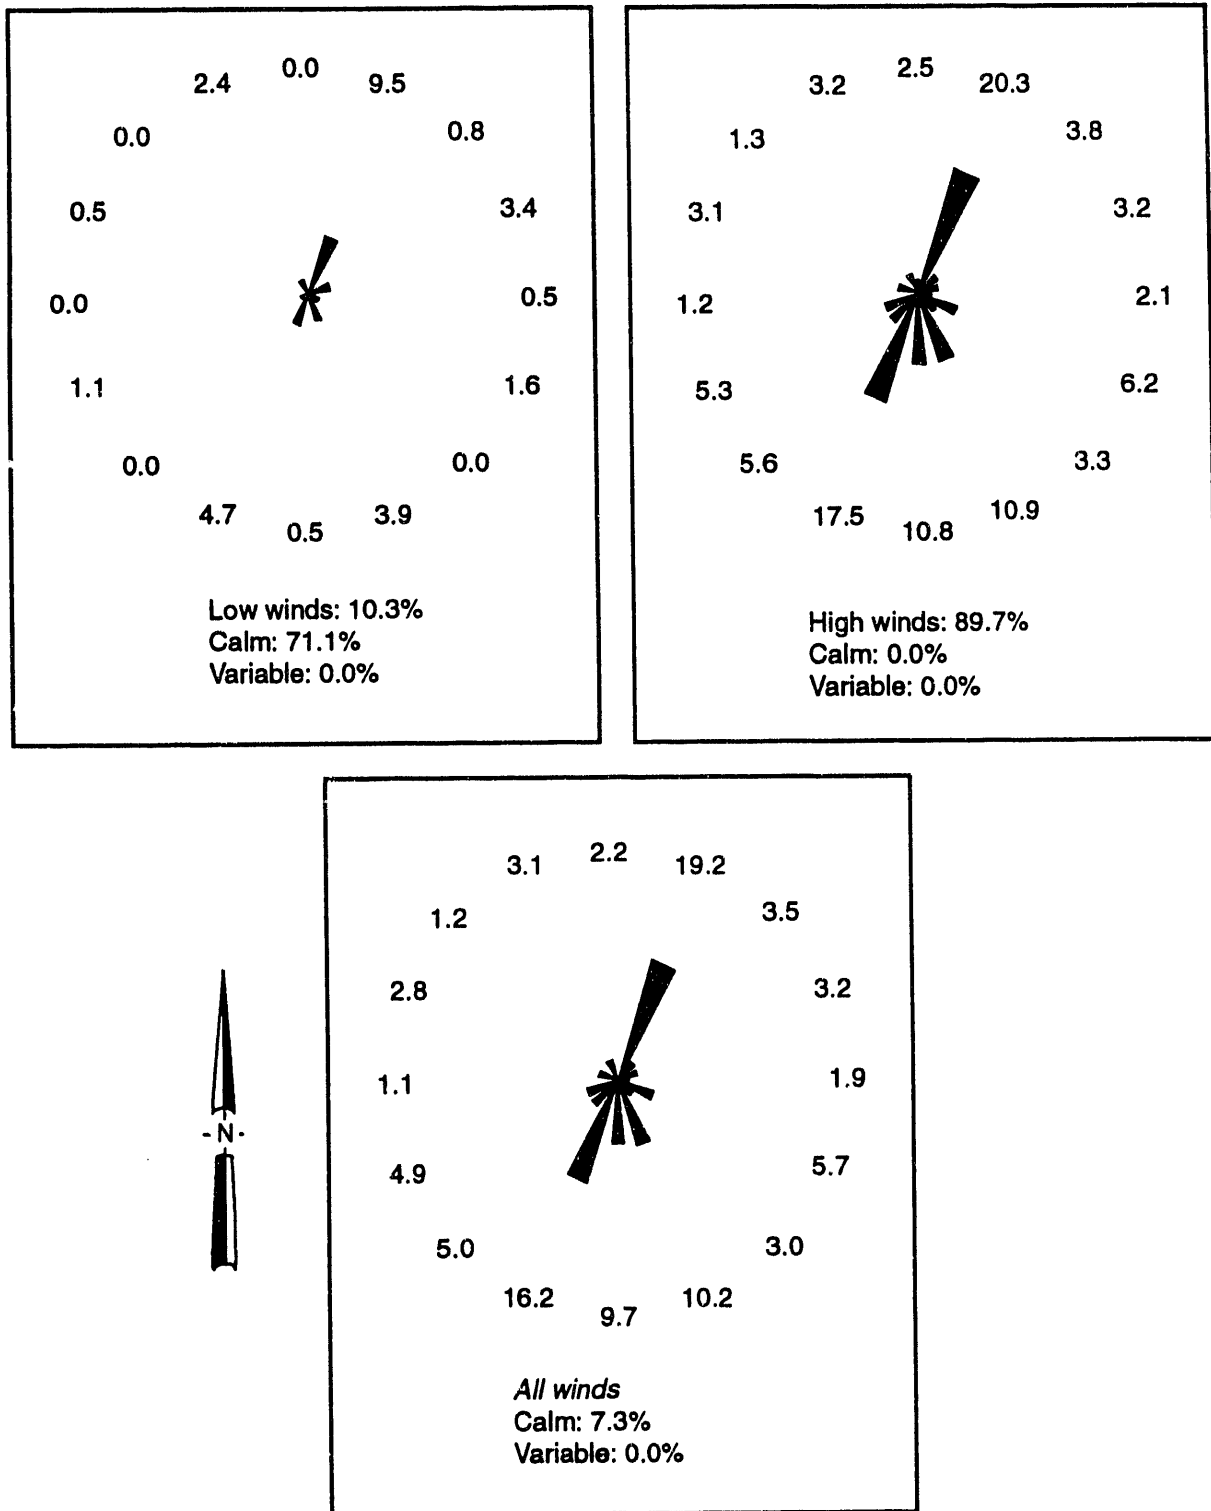 0.0
2.4 9.5
0.0 0.8
0.5 3.4
0.0 0.5
1.1 1.6
0.0 0.0
4.7 3.9
0.5
Low winds: 10.3%
Calm: 71.1%
Variable: 0.0%
2.5
3.2 20.3
1.3 3.8
3.1 3.2
1.2 2.1
5.3 6.2
5.6 3.3
17.5 10.9
10.8
High winds: 89.7%
Calm: 0.0%
Variable: 0.0%
2.2
3.1 19.2
1.2 3.5
2.8 3.2
1.1 1.9
4.9 5.7
5.0 3.0
16.2 10.2
9.7
All winds
Calm: 7.3%
Variable: 0.0%
-N-